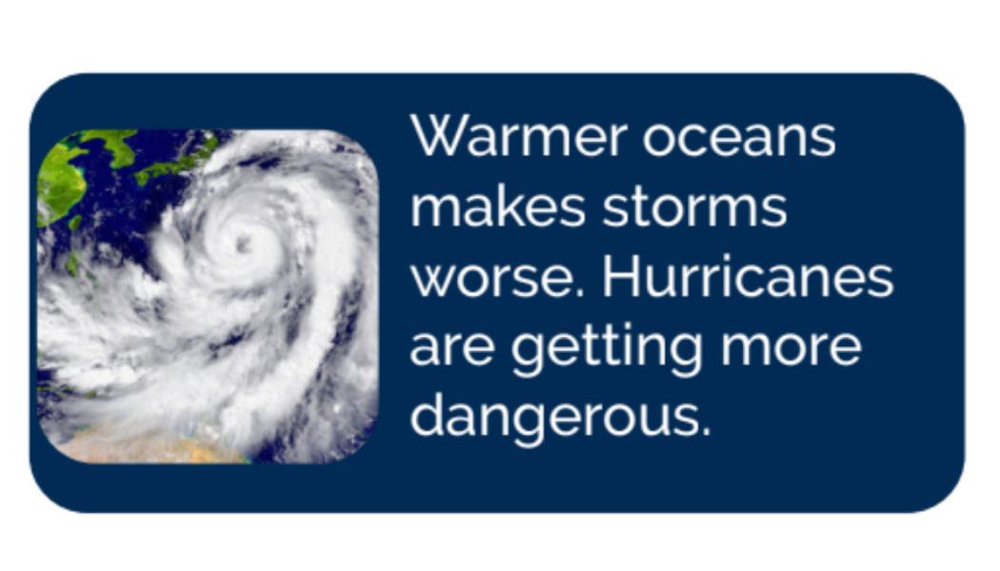 Warmer oceans
makes storms
worse. Hurricanes
are getting more
dangerous.